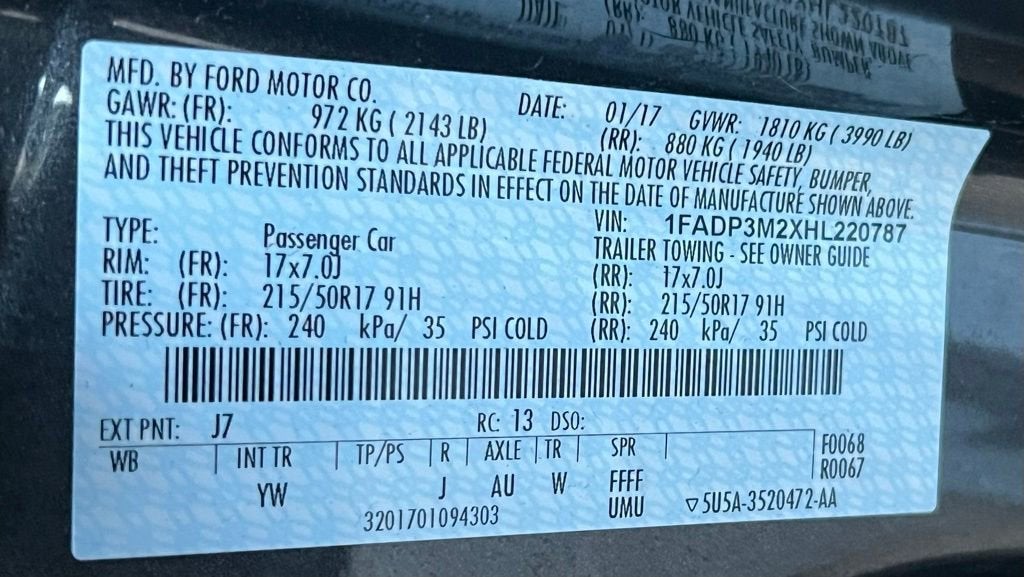 MFD. BY FORD MOTOR CO. DATE: 01/17 GVWR: 1810 KG ( 3990 LB)
GAWR: (FR): 972 KG ( 2143 LB) (RR): 880 KG ( 1940 LB)
THIS VEHICLE CONFORMS TO ALL APPLICABLE FEDERAL MOTOR VEHICLE SAFETY, BUMPER,
AND THEFT PREVENTION STANDARDS IN EFFECT ON THE DATE OF MANUFACTURE SHOWN ABOVE.
VIN: 1FADP3M2XHL220787
TYPE: Passenger Car TRAILER TOWING - SEE OWNER GUIDE
RIM: (FR): 17x7.0J (RR): 17x7.0J
TIRE: (FR): 215/50R17 91H (RR): 215/50R17 91H
PRESSURE: (FR): 240 kPa/ 35 PSI COLD (RR): 240 kPa/ 35 PSI COLD
EXT PNT: J7 RC: 13 DSO:
WB INT TR TP/PS R AXLE TR SPR F0068
R0067
YW J AU W FFFF
3201701094303 UMU ▽5U5A-3520472-AA